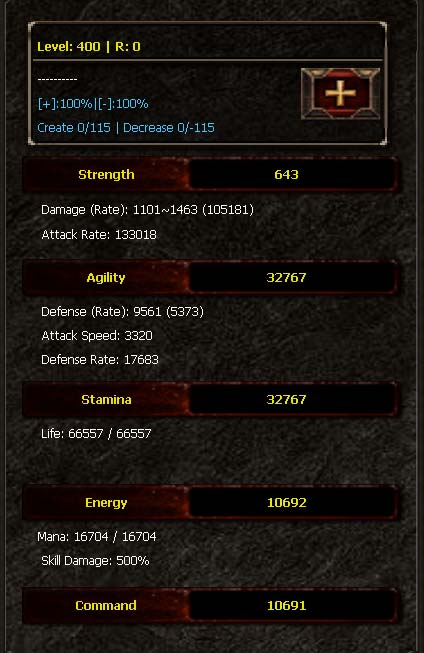 Level: 400 | R: 0
----------
[+]:100%|[-]:100%
Create 0/115 | Decrease 0/-115
Strength 643
Damage (Rate): 1101~1463 (105181)
Attack Rate: 133018
Agility 32767
Defense (Rate): 9561 (5373)
Attack Speed: 3320
Defense Rate: 17683
Stamina 32767
Life: 66557 / 66557
Energy 10692
Mana: 16704 / 16704
Skill Damage: 500%
Command 10691